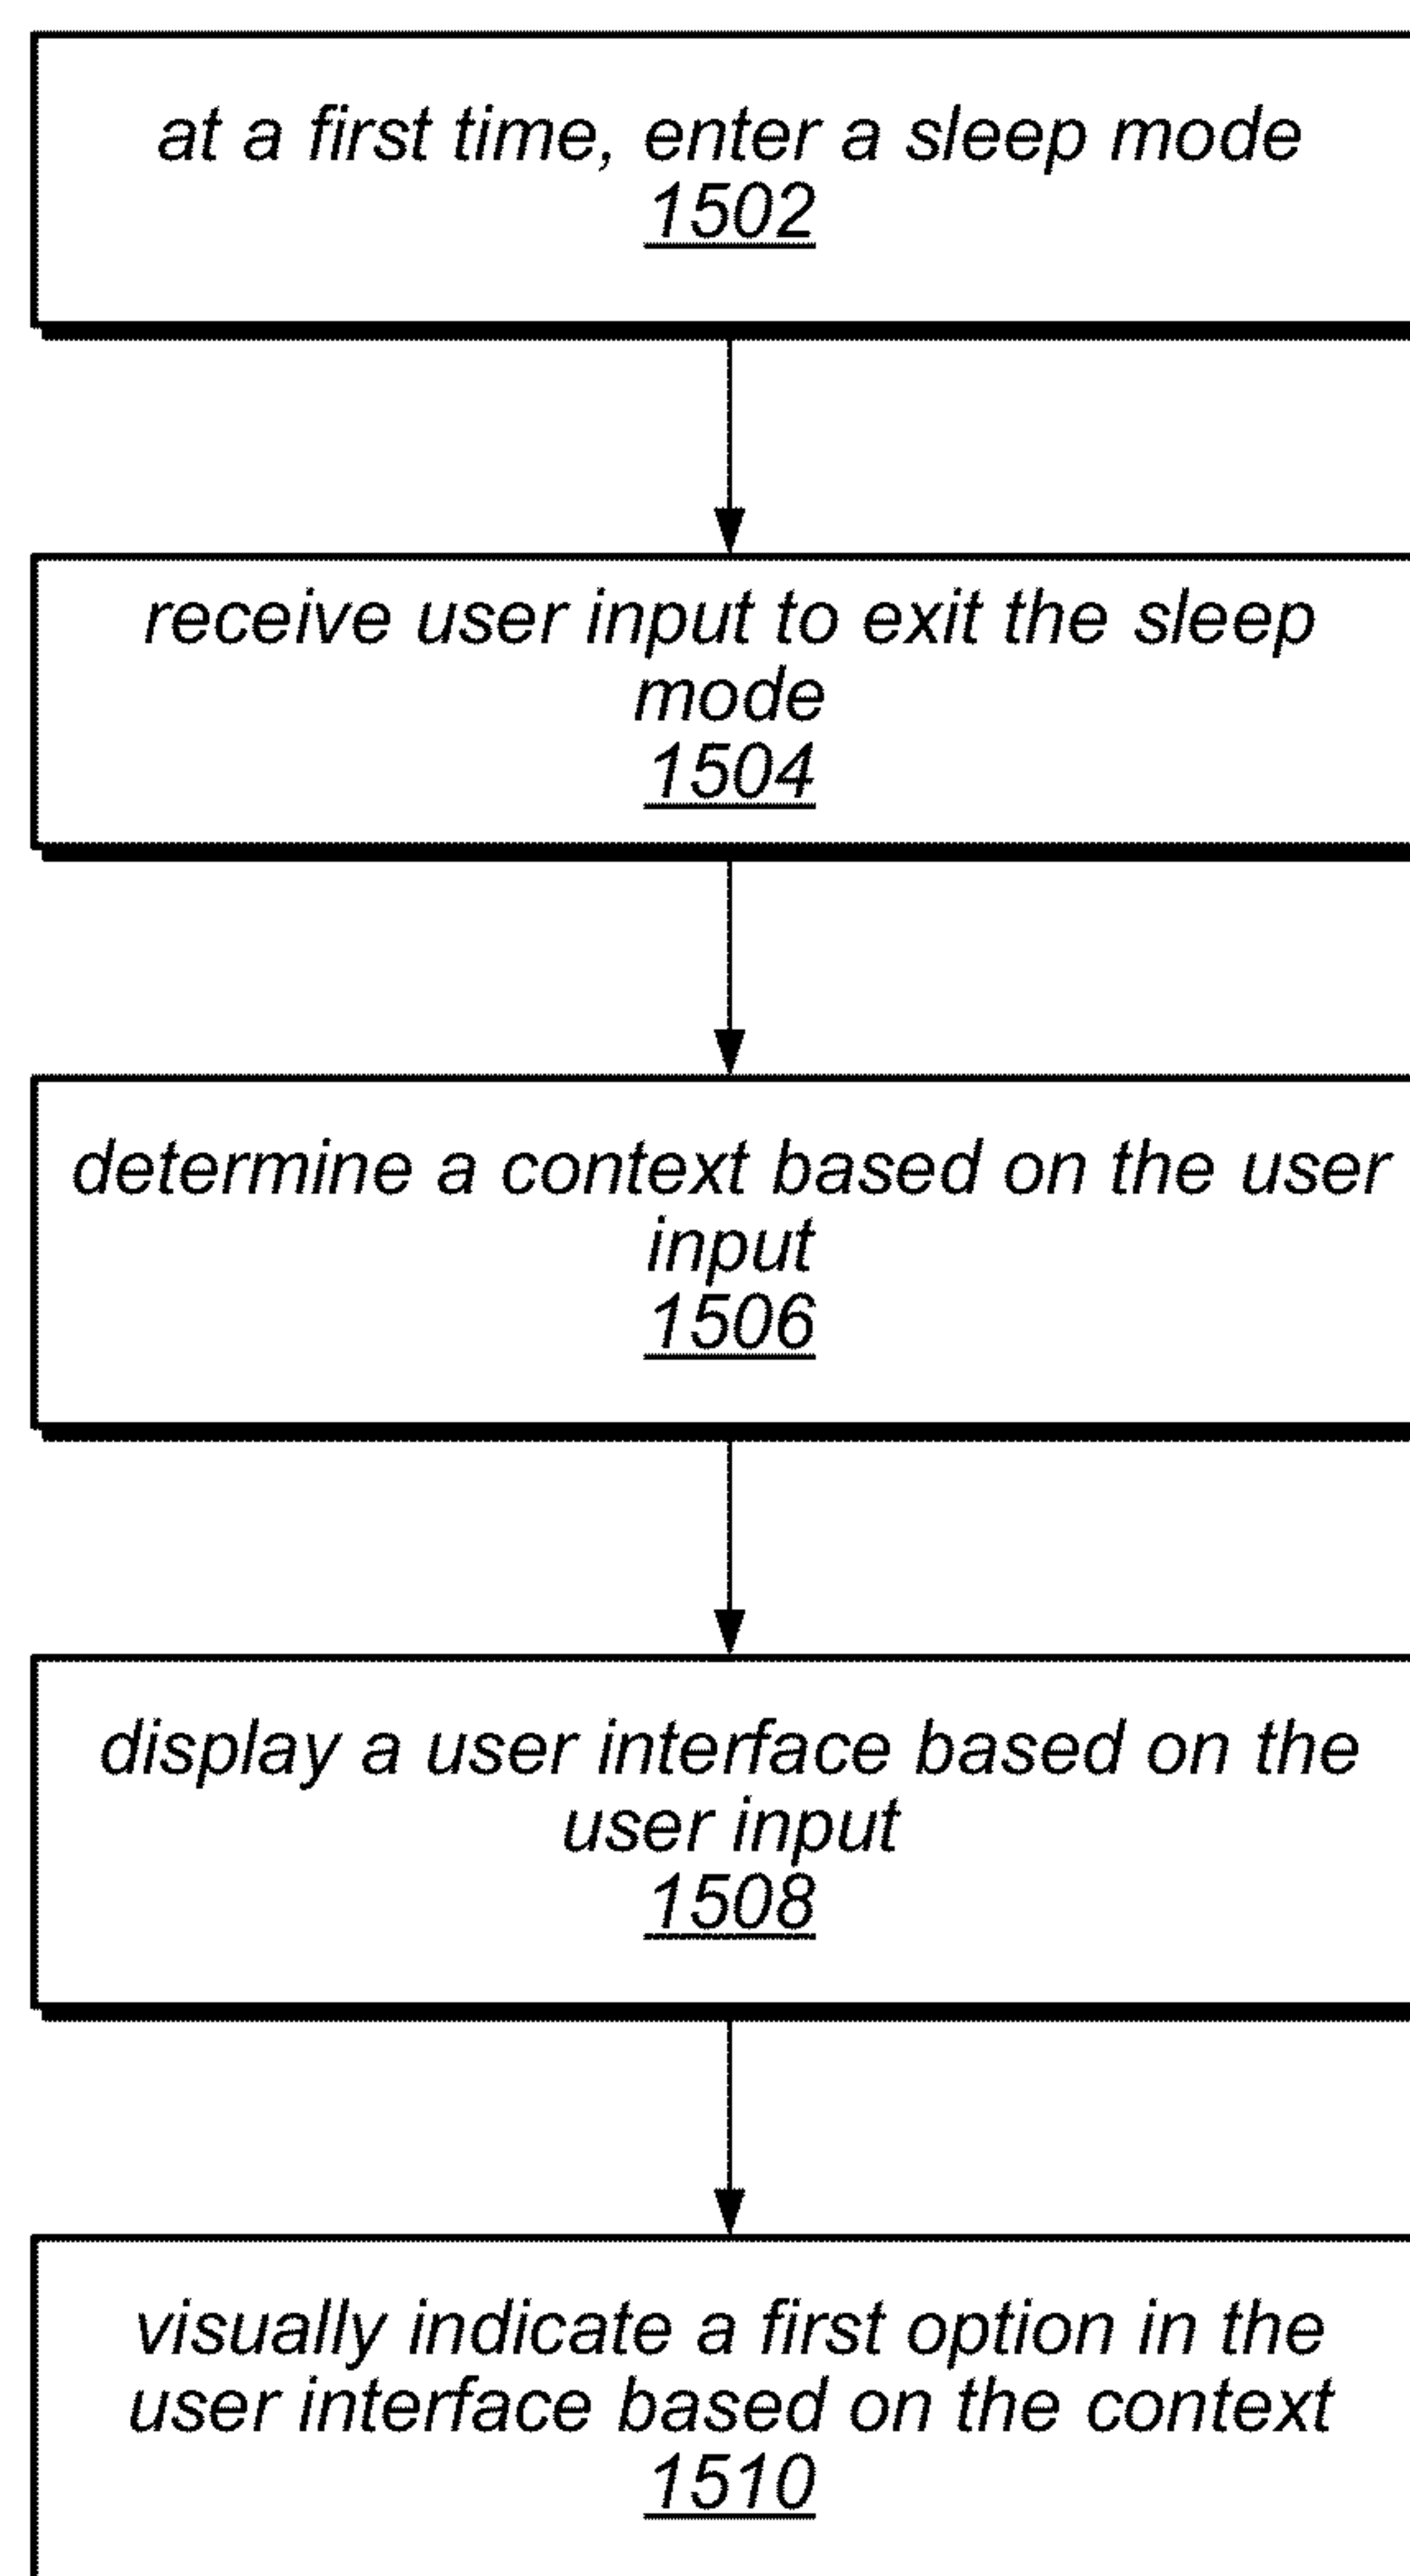 at a first time, enter a sleep mode
1502
receive user input to exit the sleep
mode
1504
determine a context based on the user
input
1506
display a user interface based on the
user input
1508
visually indicate a first option in the
user interface based on the context
1510